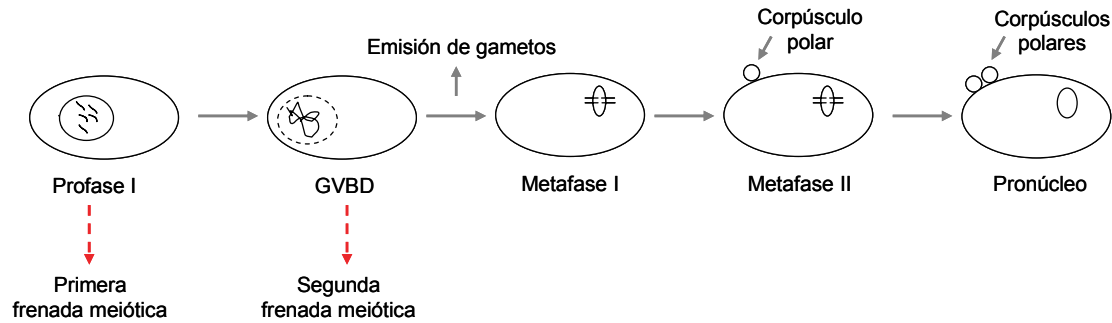 Emisión de gametos
Corpúsculo
polar
Corpúsculos
polares
Profase I
GVBD
Metafase I
Metafase II
Pronúcleo
Primera
frenada meiótica
Segunda
frenada meiótica